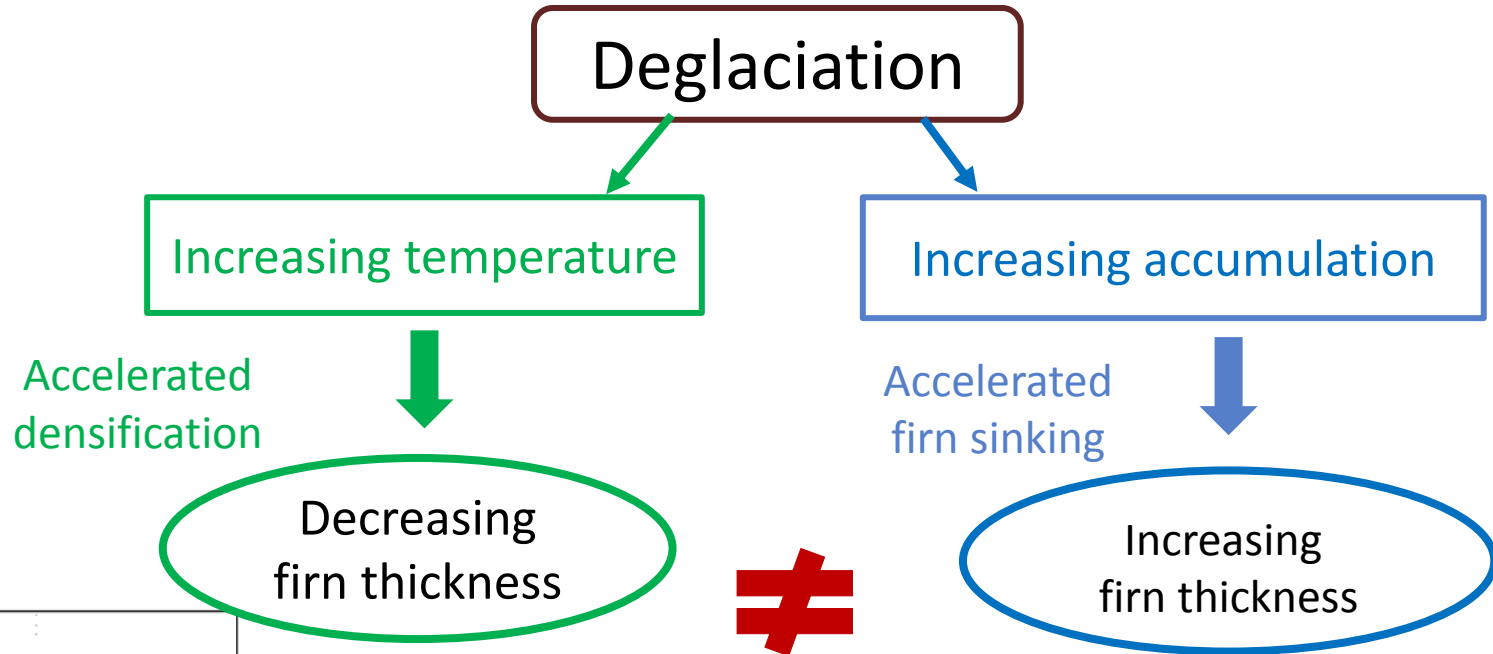 Deglaciation
Increasing temperature
Increasing accumulation
Accelerated
densification
Accelerated
firn sinking
Decreasing
firn thickness
≠
Increasing
firn thickness